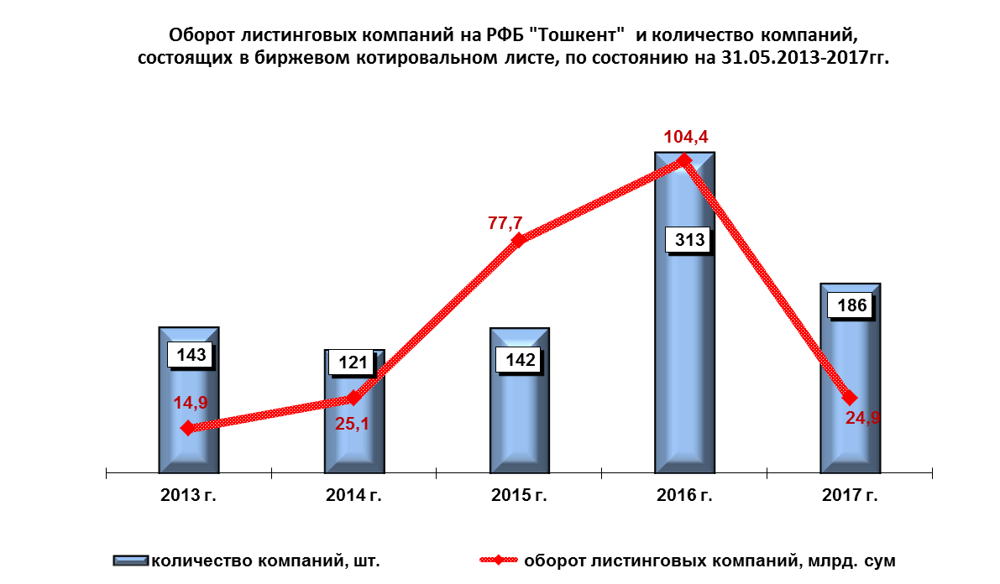 Оборот листинговых компаний на РФБ "Тошкент" и количество компаний,
состоящих в биржевом котировальном листе, по состоянию на 31.05.2013-2017гг.
104,4
77,7
313
186
143
121
142
14,9
25,1
24,9
2013 г.
2014 г.
2015 г.
2016 г.
2017 г.
количество компаний, шт.
оборот листинговых компаний, млрд. сум